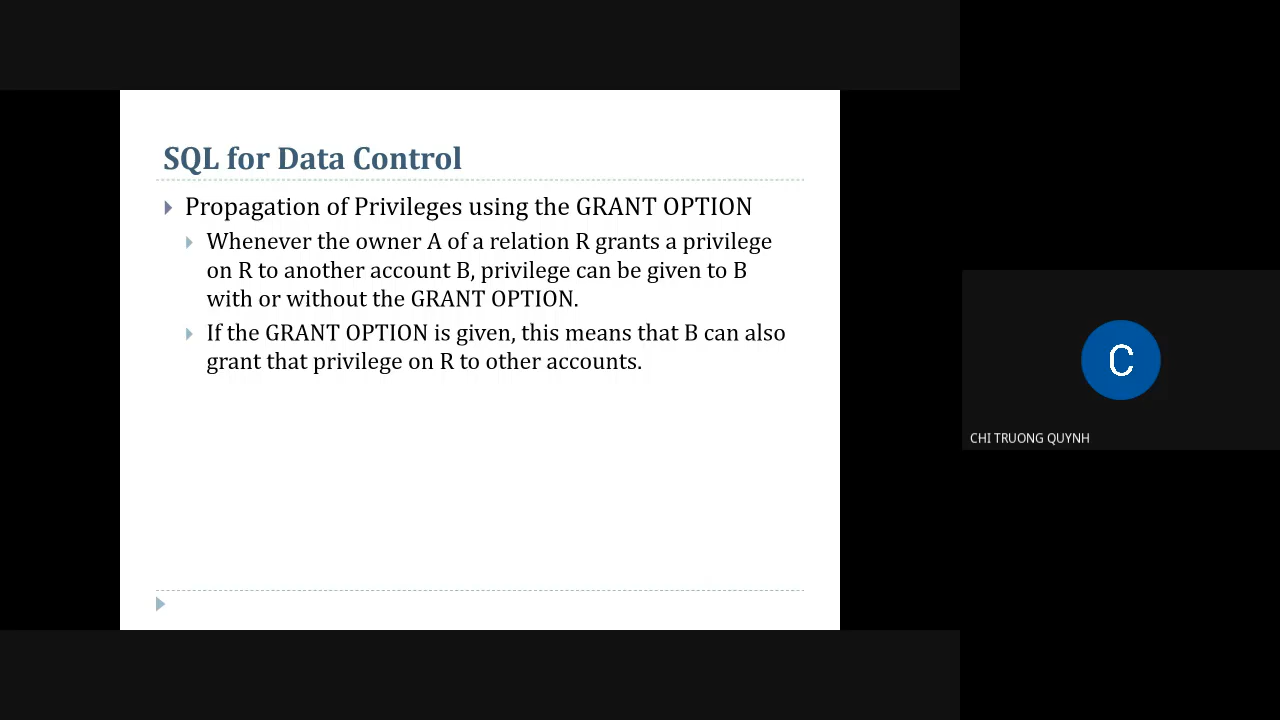 SQL for Data Control
Propagation of Privileges using the GRANT OPTION
Whenever the owner A of a relation R grants a privilege
on R to another account B, privilege can be given to B
with or without the GRANT OPTION.
If the GRANT OPTION is given, this means that B can also
grant that privilege on R to other accounts.
C
CHI TRUONG QUYNH